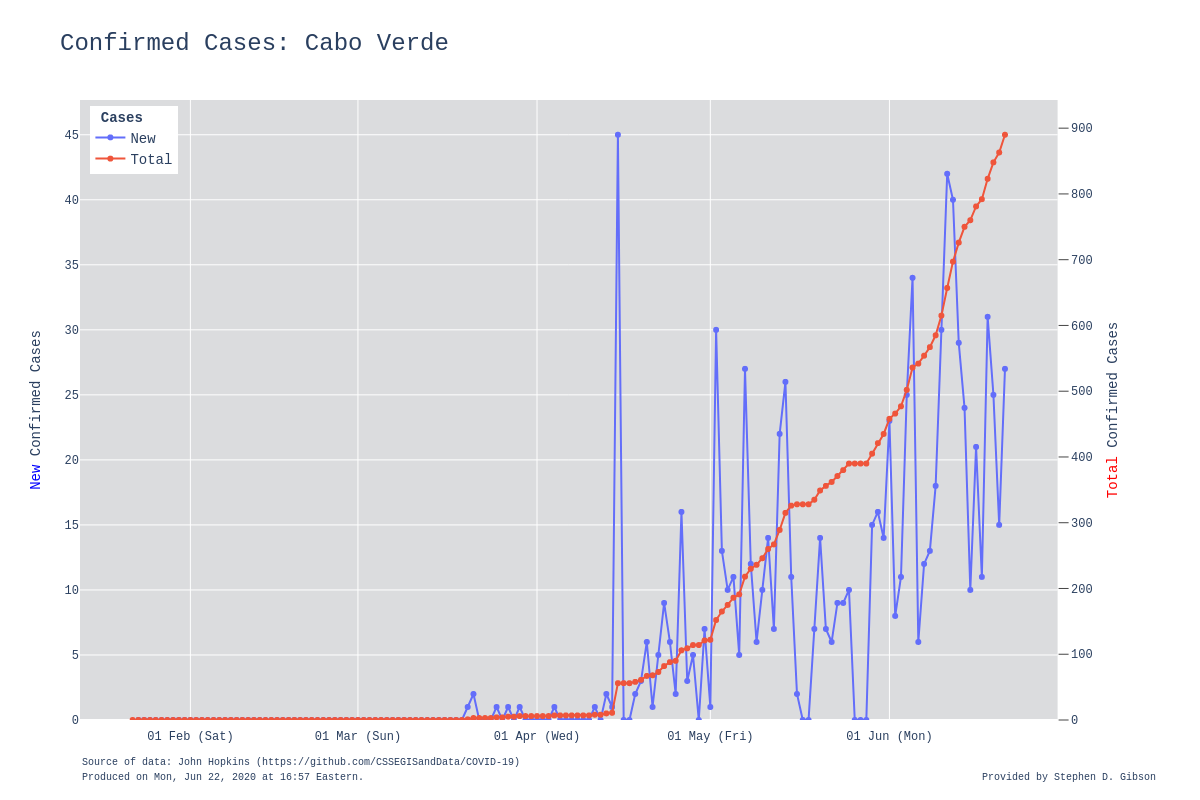 Confirmed Cases: Cabo Verde
Cases
New
Total
45
40
35
30
25
20
15
10
5
0
New Confirmed Cases
900
800
700
600
500
400
300
200
100
0
Total Confirmed Cases
01 Feb (Sat)
01 Mar (Sun)
01 Apr (Wed)
01 May (Fri)
01 Jun (Mon)
Source of data: John Hopkins (https://github.com/CSSEGISandData/COVID-19)
Produced on Mon, Jun 22, 2020 at 16:57 Eastern.
Provided by Stephen D. Gibson